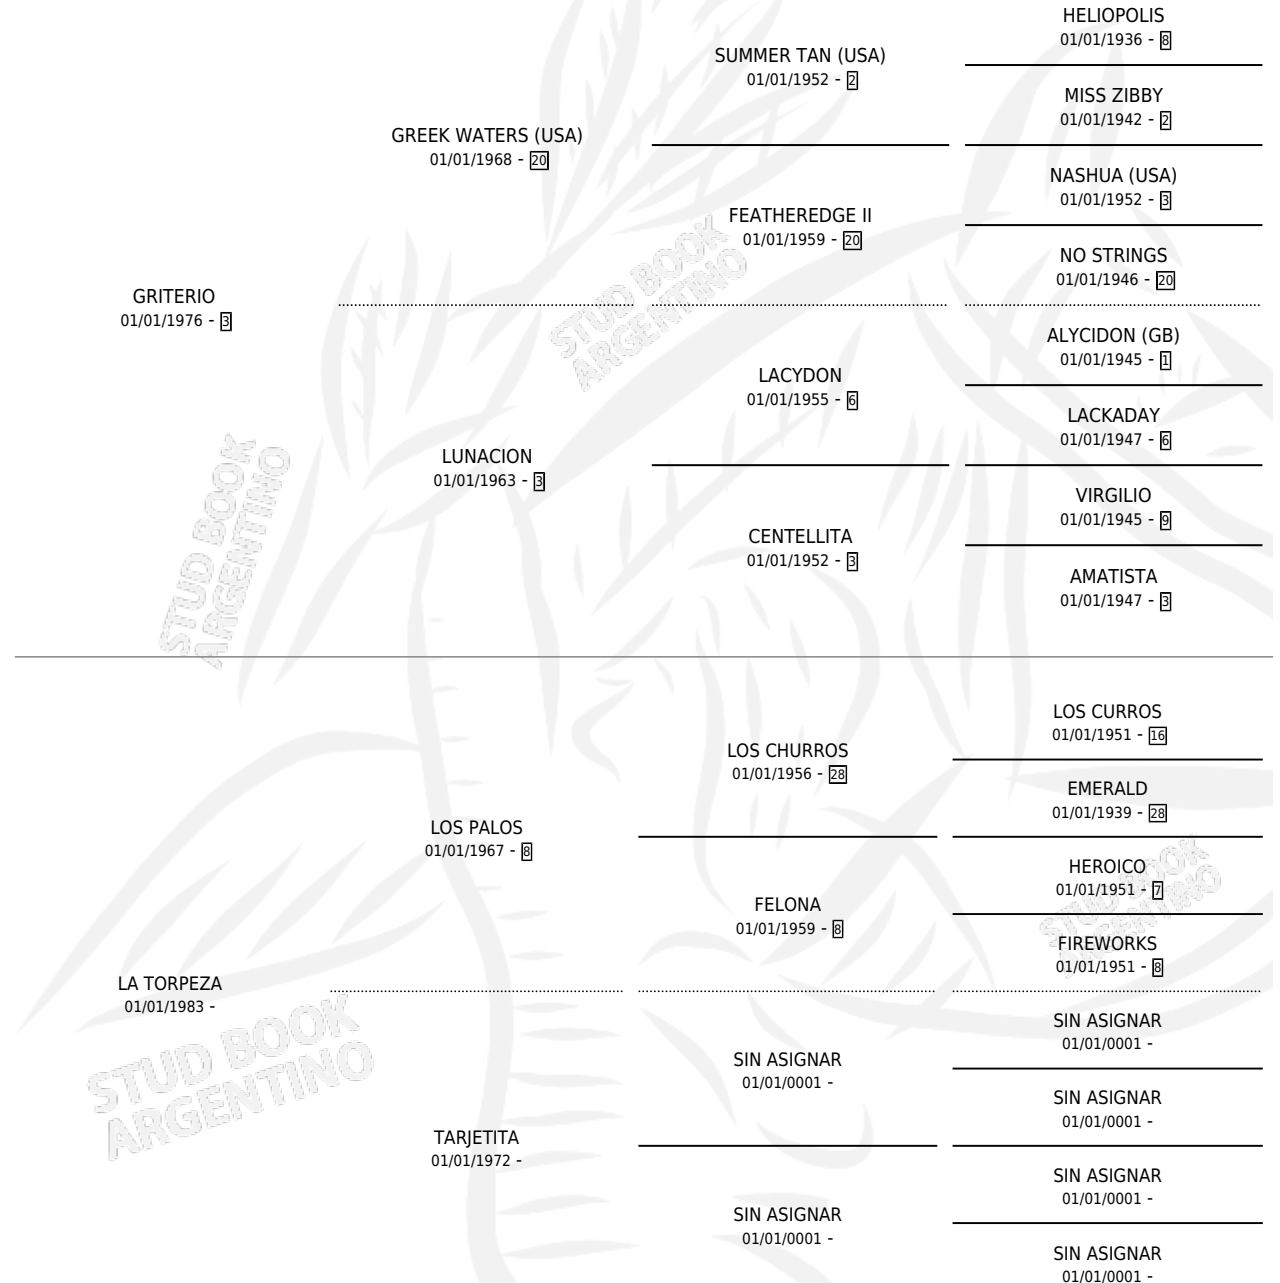 HELIOPOLIS
01/01/1936 - 8
SUMMER TAN (USA)
01/01/1952 - 2
MISS ZIBBY
01/01/1942 - 2
GREEK WATERS (USA)
01/01/1968 - 20
NASHUA (USA)
01/01/1952 - 3
FEATHEREDGE II
01/01/1959 - 20
NO STRINGS
01/01/1946 - 20
GRITERIO
01/01/1976 - 3
STUD BOOK
ARGENTINO
ALYCIDON (GB)
01/01/1945 - 1
LACYDON
01/01/1955 - 6
LACKADAY
01/01/1947 - 6
LUNACION
01/01/1963 - 3
VIRGILIO
01/01/1945 - 9
CENTELLITA
01/01/1952 - 3
AMATISTA
01/01/1947 - 3
STUD BOOK
ARGENTINO
LOS CURROS
01/01/1951 - 16
LOS CHURROS
01/01/1956 - 28
EMERALD
01/01/1939 - 28
LOS PALOS
01/01/1967 - 8
HEROICO
01/01/1951 - 7
FELONA
01/01/1959 - 8
STUD BOOK
ARGENTINO
FIREWORKS
01/01/1951 - 8
LA TORPEZA
01/01/1983 -
SIN ASIGNAR
01/01/0001 -
SIN ASIGNAR
01/01/0001 -
STUD BOOK
ARGENTINO
SIN ASIGNAR
01/01/0001 -
TARJETITA
01/01/1972 -
SIN ASIGNAR
01/01/0001 -
SIN ASIGNAR
01/01/0001 -
SIN ASIGNAR
01/01/0001 -